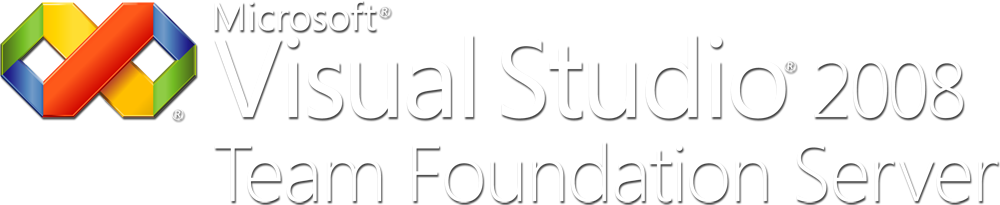 Microsoft®
Visual Studio® 2008
Team Foundation Server
®